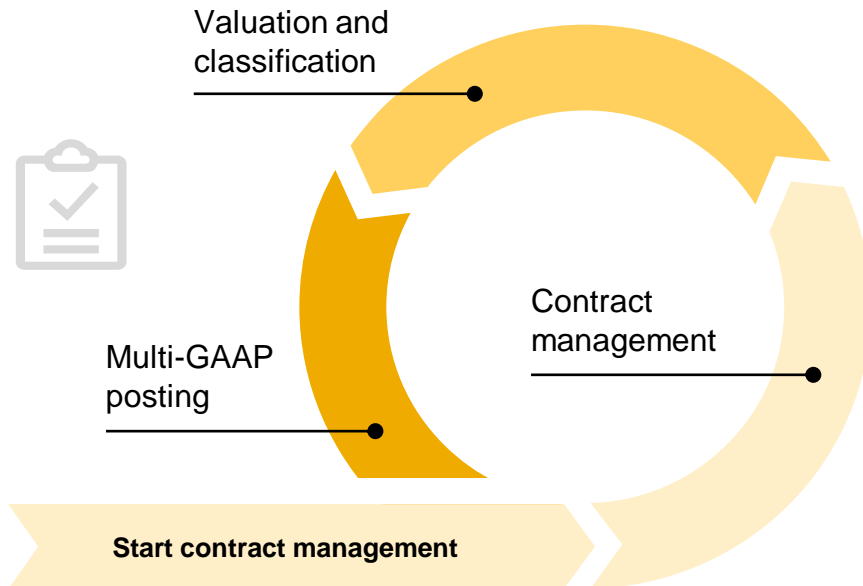 Valuation and
classification
Contract
management
Multi-GAAP
posting
Start contract management